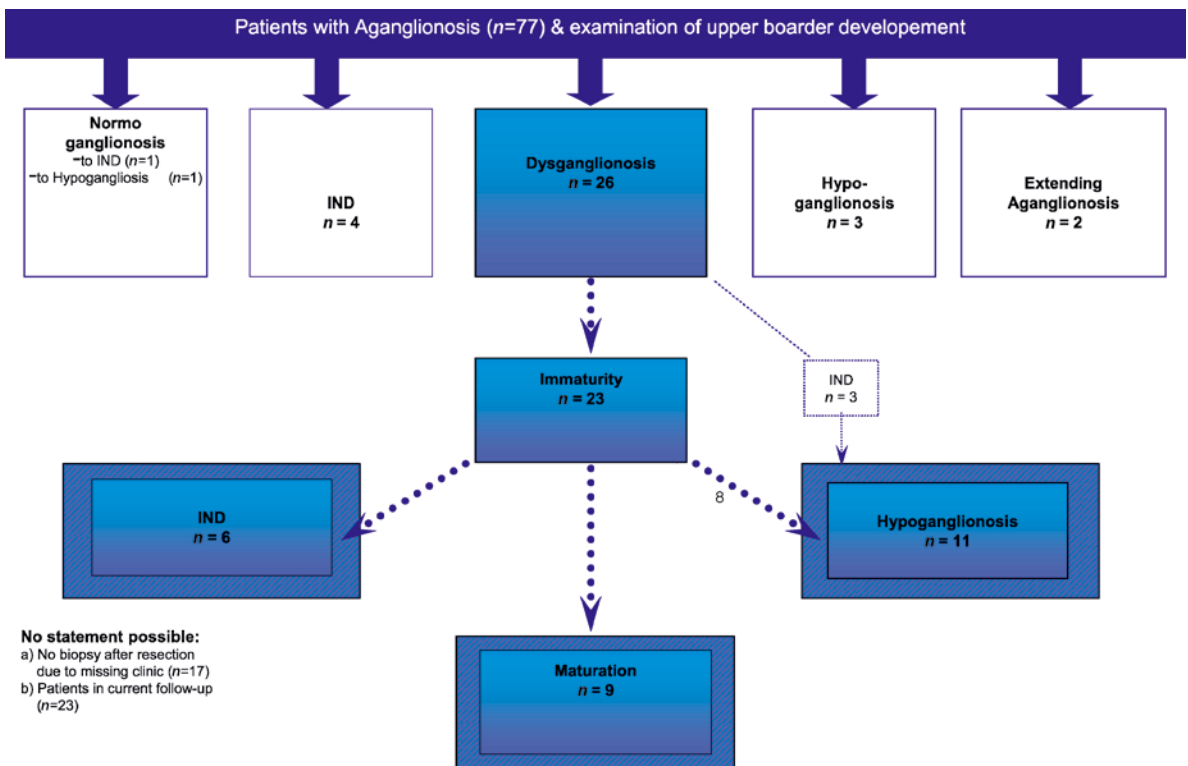 Patients with Aganglionosis (n=77) & examination of upper boarder developement
Normo
ganglionosis
–to IND (n=1)
–to Hypogangliosis (n=1)
IND
n = 4
Dysganglionosis
n = 26
Hypo-
ganglionosis
n = 3
Extending
Aganglionosis
n = 2
Immaturity
n = 23
IND
n = 3
IND
n = 6
8
Hypoganglionosis
n = 11
No statement possible:
a) No biopsy after resection
due to missing clinic (n=17)
b) Patients in current follow-up
(n=23)
Maturation
n = 9